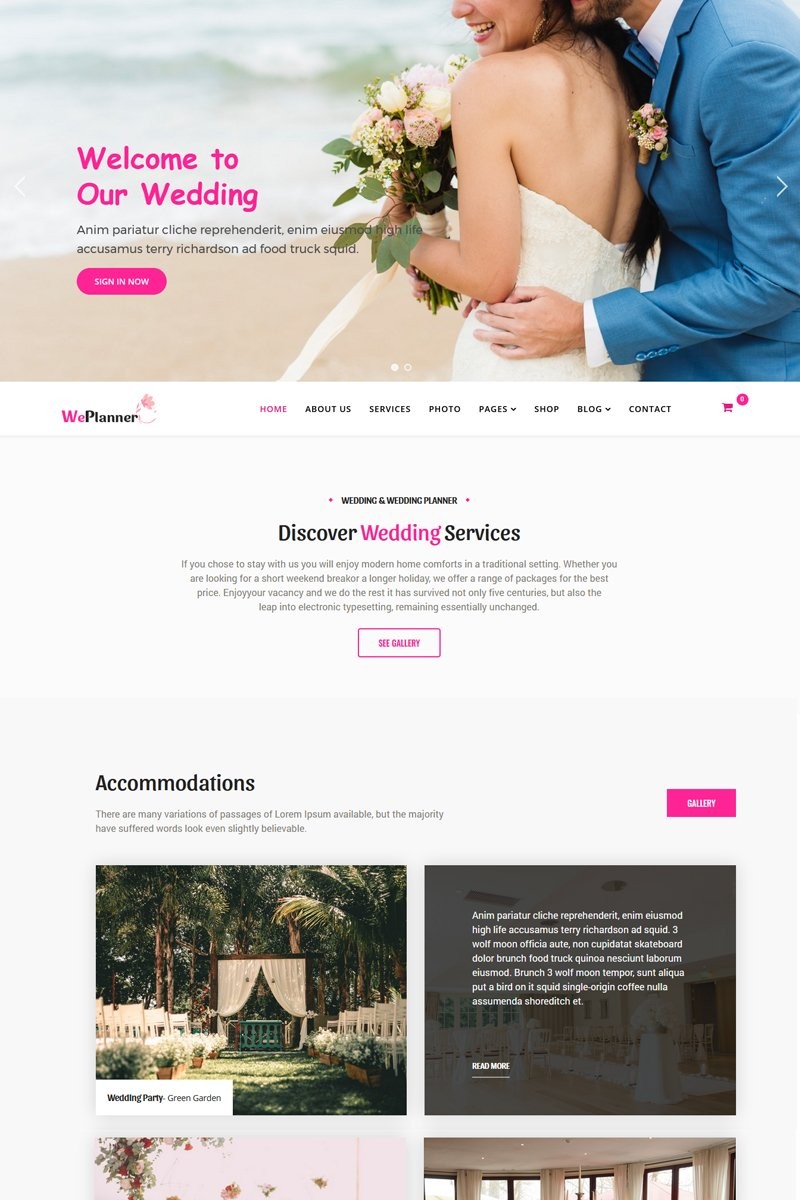 Welcome to
Our Wedding
Anim pariatur cliche reprehenderit, enim eiusmod high life
accusamus terry richardson ad food truck squid.
SIGN IN NOW
WePlanner
HOME
ABOUT US
SERVICES
PHOTO
PAGES
SHOP
BLOG
CONTACT
0
WEDDING & WEDDING PLANNER
Discover Wedding Services
If you chose to stay with us you will enjoy modern home comforts in a traditional setting. Whether you
are looking for a short weekend breakor a longer holiday, we offer a range of packages for the best
price. Enjoyyour vacancy and we do the rest it has survived not only five centuries, but also the
leap into electronic typesetting, remaining essentially unchanged.
SEE GALLERY
Accommodations
There are many variations of passages of Lorem Ipsum available, but the majority
have suffered words look even slightly believable.
GALLERY
Wedding Party- Green Garden
Anim pariatur cliche reprehenderit, enim eiusmod
high life accusamus terry richardson ad squid. 3
wolf moon officia aute, non cupidatat skateboard
dolor brunch food truck quinoa nesciunt laborum
eiusmod. Brunch 3 wolf moon tempor, sunt aliqua
put a bird on it squid single-origin coffee nulla
assumenda shoreditch et.
READ MORE